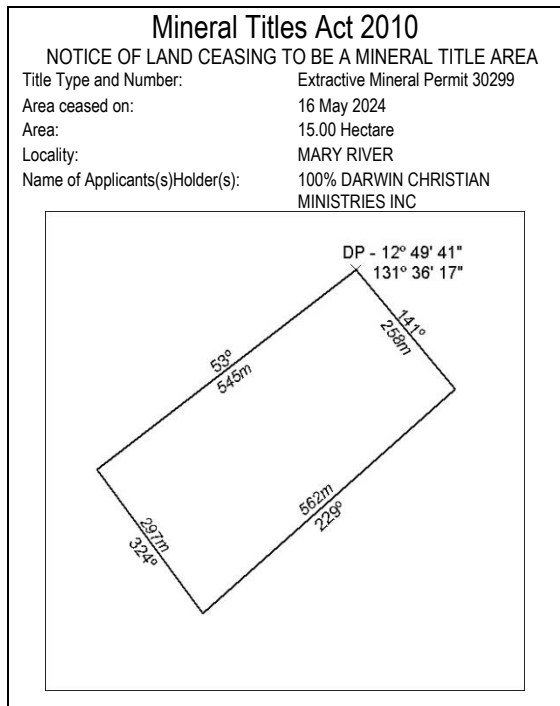 Mineral Titles Act 2010
NOTICE OF LAND CEASING TO BE A MINERAL TITLE AREA
Title Type and Number: Extractive Mineral Permit 30299
Area ceased on: 16 May 2024
Area: 15.00 Hectare
Locality: MARY RIVER
Name of Applicants(s)Holder(s): 100% DARWIN CHRISTIAN
MINISTRIES INC
DP - 12º 49' 41"
131º 36' 17"
141º
258m
53º
545m
562m
229º
297m
324º